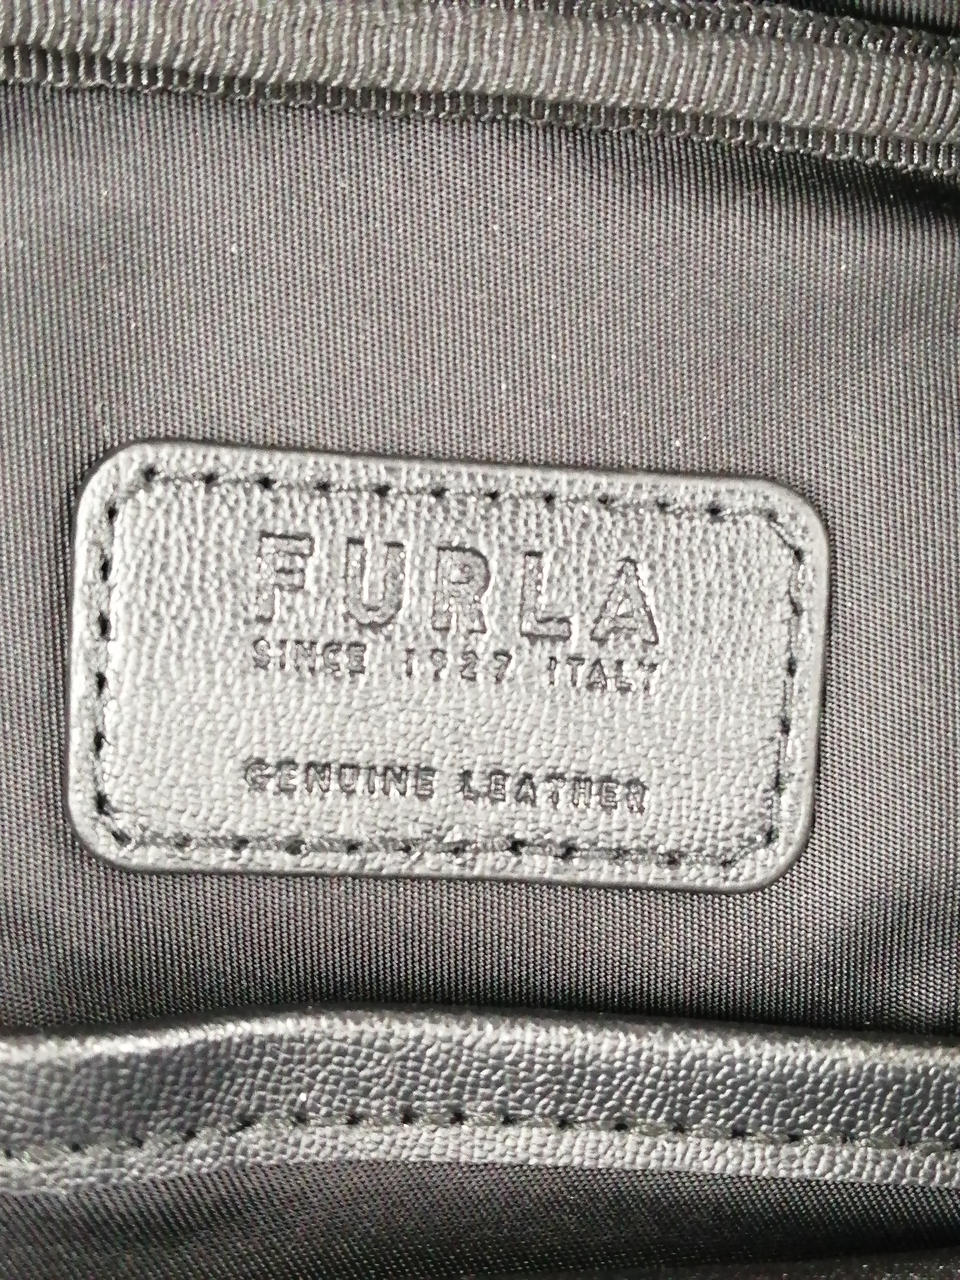 FURLA
SINCE 1927 ITALY
GENUINE LEATHER